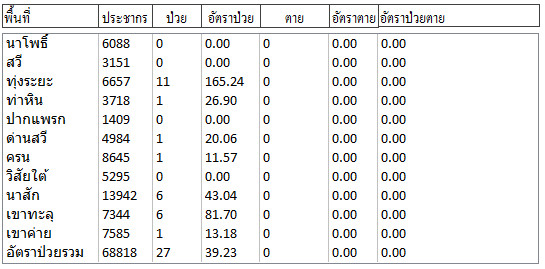 พื้นที่ ประชากร ป่วย อัตราป่วย ตาย อัตราตาย อัตราป่วยตาย
นาโพธิ์ 6088 0 0.00 0 0.00 0.00
สวี 3151 0 0.00 0 0.00 0.00
ทุ่งระยะ 6657 11 165.24 0 0.00 0.00
ท่าหิน 3718 1 26.90 0 0.00 0.00
ปากแพรก 1409 0 0.00 0 0.00 0.00
ด่านสวี 4984 1 20.06 0 0.00 0.00
ครน 8645 1 11.57 0 0.00 0.00
วิสัยใต้ 5295 0 0.00 0 0.00 0.00
นาสัก 13942 6 43.04 0 0.00 0.00
เขาทะลุ 7344 6 81.70 0 0.00 0.00
เขาค่าย 7585 1 13.18 0 0.00 0.00
อัตราป่วยรวม 68818 27 39.23 0 0.00 0.00